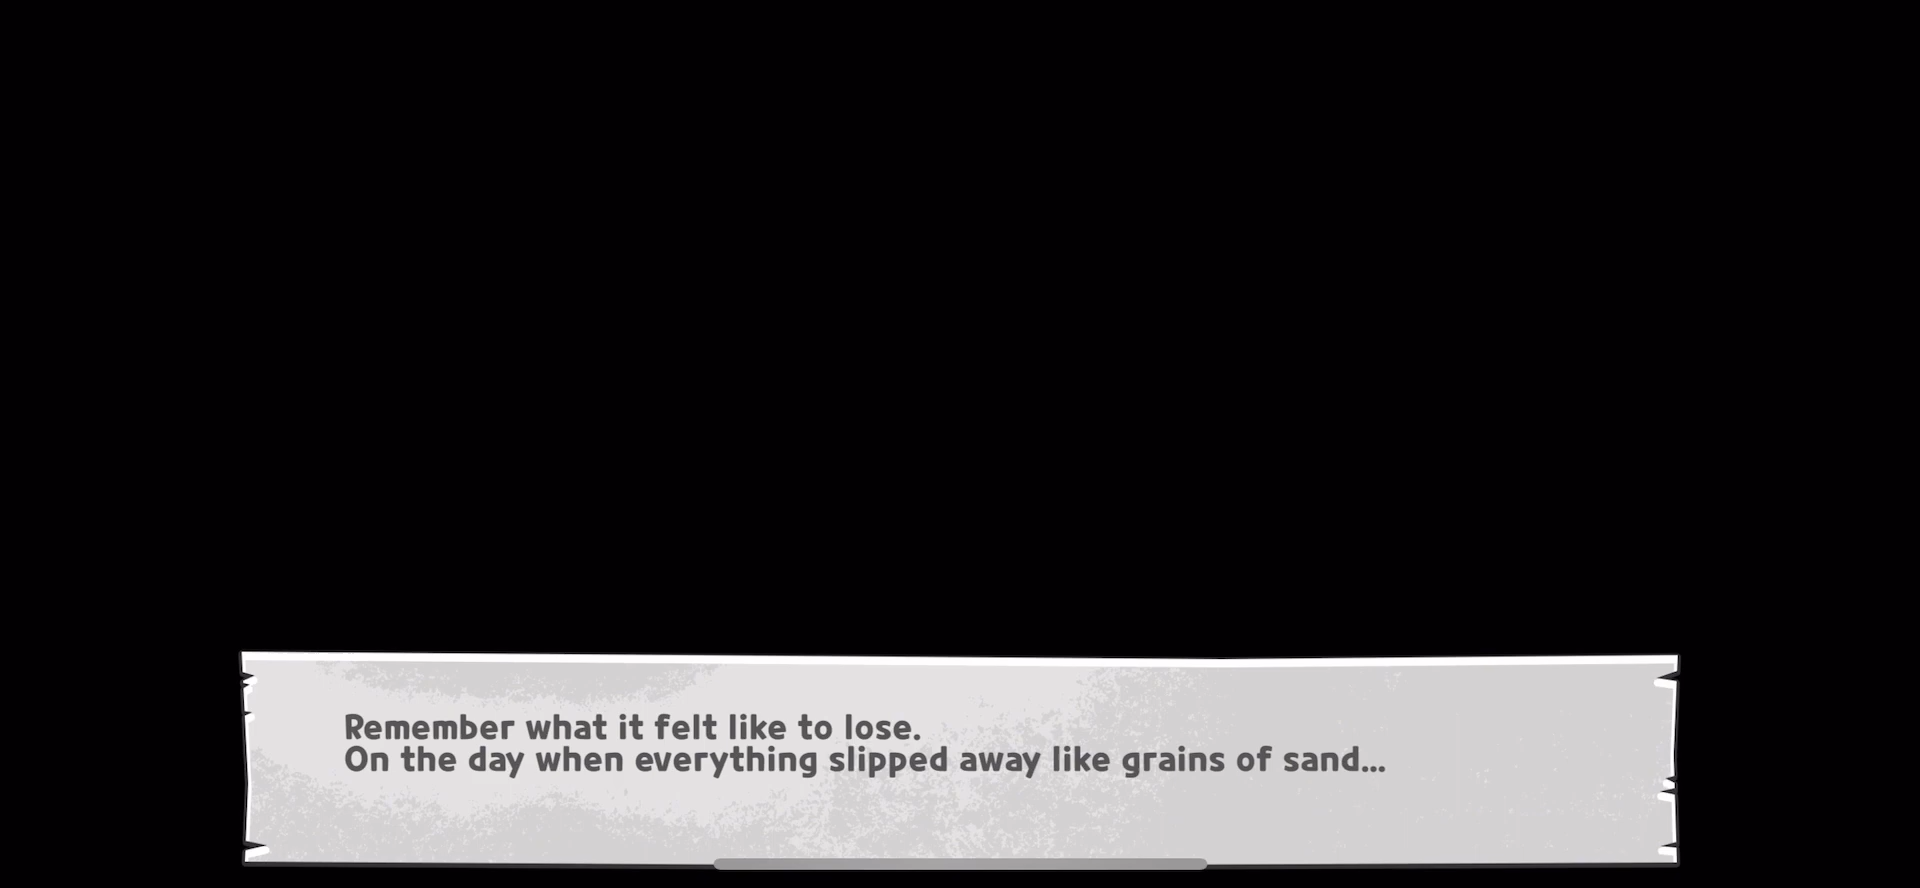 Remember what it felt like to lose.
On the day when everything slipped away like grains of sand...